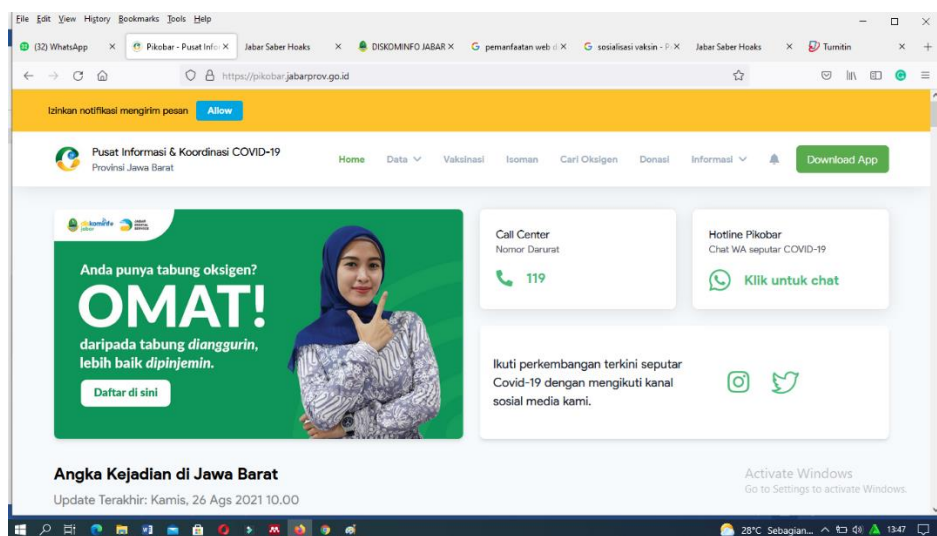 File Edit View History Bookmarks Tools Help
(32) WhatsApp
Pikobar - Pusat Infor
Jabar Saber Hoaks
DISKOMINFO JABAR
pemanfaatan web d
sosialisasi vaksin - P
Jabar Saber Hoaks
Turnitin
https://pikobar.jabarprov.go.id
Izinkan notifikasi mengirim pesan Allow
Pusat Informasi & Koordinasi COVID-19
Provinsi Jawa Barat
Home Data Vaksinasi Isoman Cari Oksigen Donasi Informasi Download App
Anda punya tabung oksigen?
OMAT!
daripada tabung dianggurin,
lebih baik dipinjemin.
Daftar di sini
Call Center
Nomor Darurat
119
Hotline Pikobar
Chat WA seputar COVID-19
Klik untuk chat
Ikuti perkembangan terkini seputar
Covid-19 dengan mengikuti kanal
sosial media kami.
Angka Kejadian di Jawa Barat
Update Terakhir: Kamis, 26 Ags 2021 10.00
Activate Windows
Go to Settings to activate Windows.
28°C Sebagian... 13:47